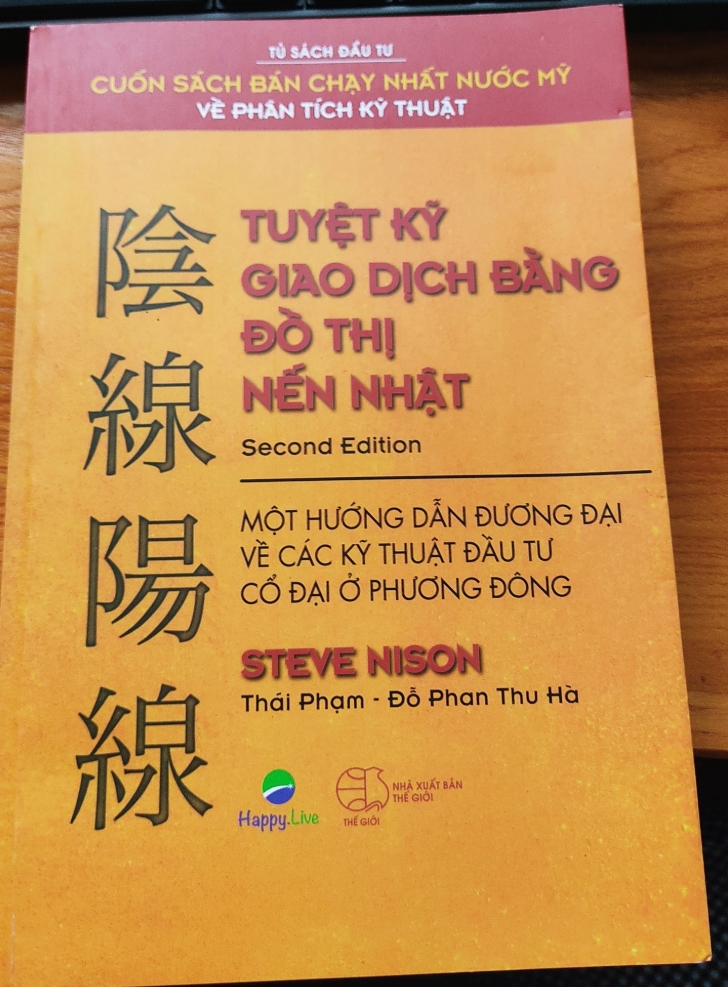 TỦ SÁCH ĐẦU TƯ
CUỐN SÁCH BÁN CHẠY NHẤT NƯỚC MỸ
VỀ PHÂN TÍCH KỸ THUẬT
陰
線
陽
線
TUYỆT KỸ
GIAO DỊCH BẰNG
ĐỒ THỊ
NẾN NHẬT
Second Edition
MỘT HƯỚNG DẪN ĐƯƠNG ĐẠI
VỀ CÁC KỸ THUẬT ĐẦU TƯ
CỔ ĐẠI Ở PHƯƠNG ĐÔNG
STEVE NISON
Thái Phạm - Đỗ Phan Thu Hà
Happy.Live
THẾ GIỚI
NHÀ XUẤT BẢN
THẾ GIỚI